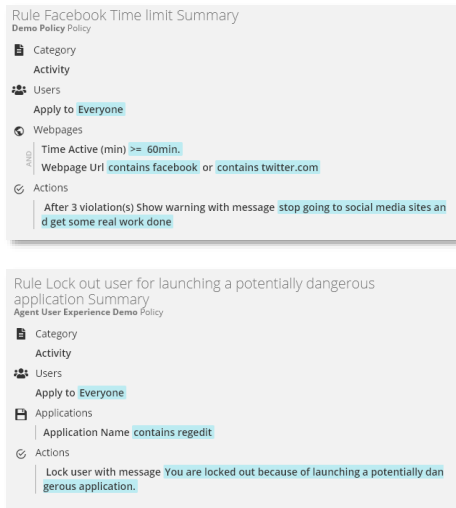 Rule Facebook Time limit Summary
Demo Policy Policy
Category
Activity
Users
Apply to Everyone
Webpages
AND
Time Active (min) >= 60min.
Webpage Url contains facebook or contains twitter.com
Actions
After 3 violation(s) Show warning with message stop going to social media sites an
d get some real work done
Rule Lock out user for launching a potentially dangerous
application Summary
Agent User Experience Demo Policy
Category
Activity
Users
Apply to Everyone
Applications
Application Name contains regedit
Actions
Lock user with message You are locked out because of launching a potentially dan
gerous application.